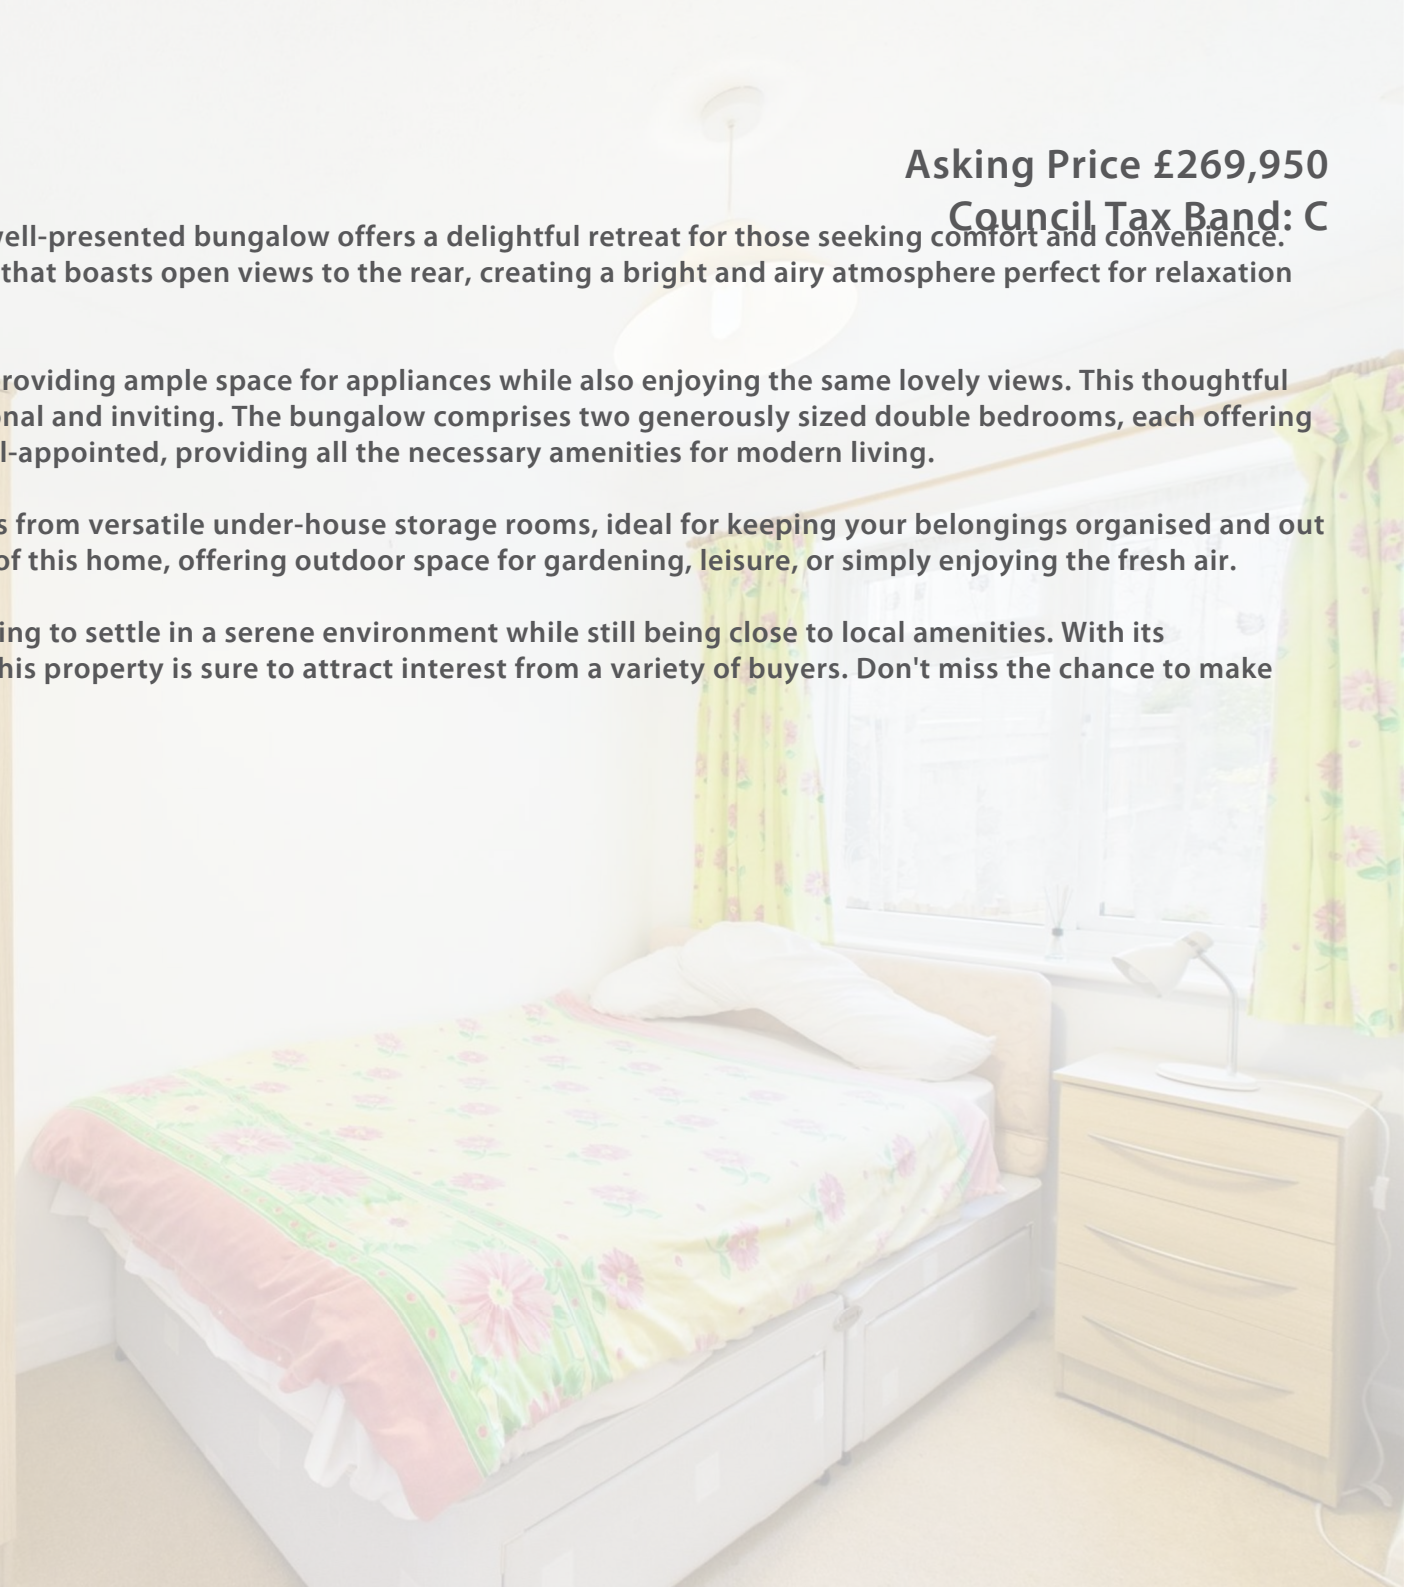 Asking Price £269,950
Council Tax Band: C
well-presented bungalow offers a delightful retreat for those seeking comfort and convenience.
that boasts open views to the rear, creating a bright and airy atmosphere perfect for relaxation
roviding ample space for appliances while also enjoying the same lovely views. This thoughtful
onal and inviting. The bungalow comprises two generously sized double bedrooms, each offering
l-appointed, providing all the necessary amenities for modern living.
s from versatile under-house storage rooms, ideal for keeping your belongings organised and out
of this home, offering outdoor space for gardening, leisure, or simply enjoying the fresh air.
ing to settle in a serene environment while still being close to local amenities. With its
his property is sure to attract interest from a variety of buyers. Don't miss the chance to make